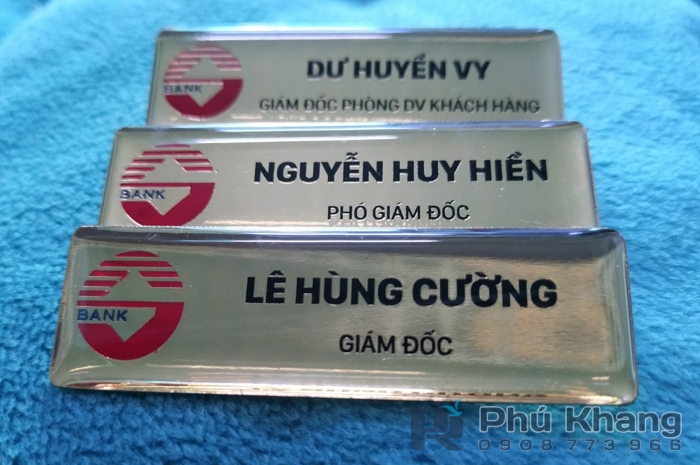 BANK
DƯ HUYỀN VY
GIÁM ĐỐC PHÒNG DV KHÁCH HÀNG
BANK
NGUYỄN HUY HIỂN
PHÓ GIÁM ĐỐC
BANK
LÊ HÙNG CƯỜNG
GIÁM ĐỐC
Phú Khang
0908 773 966